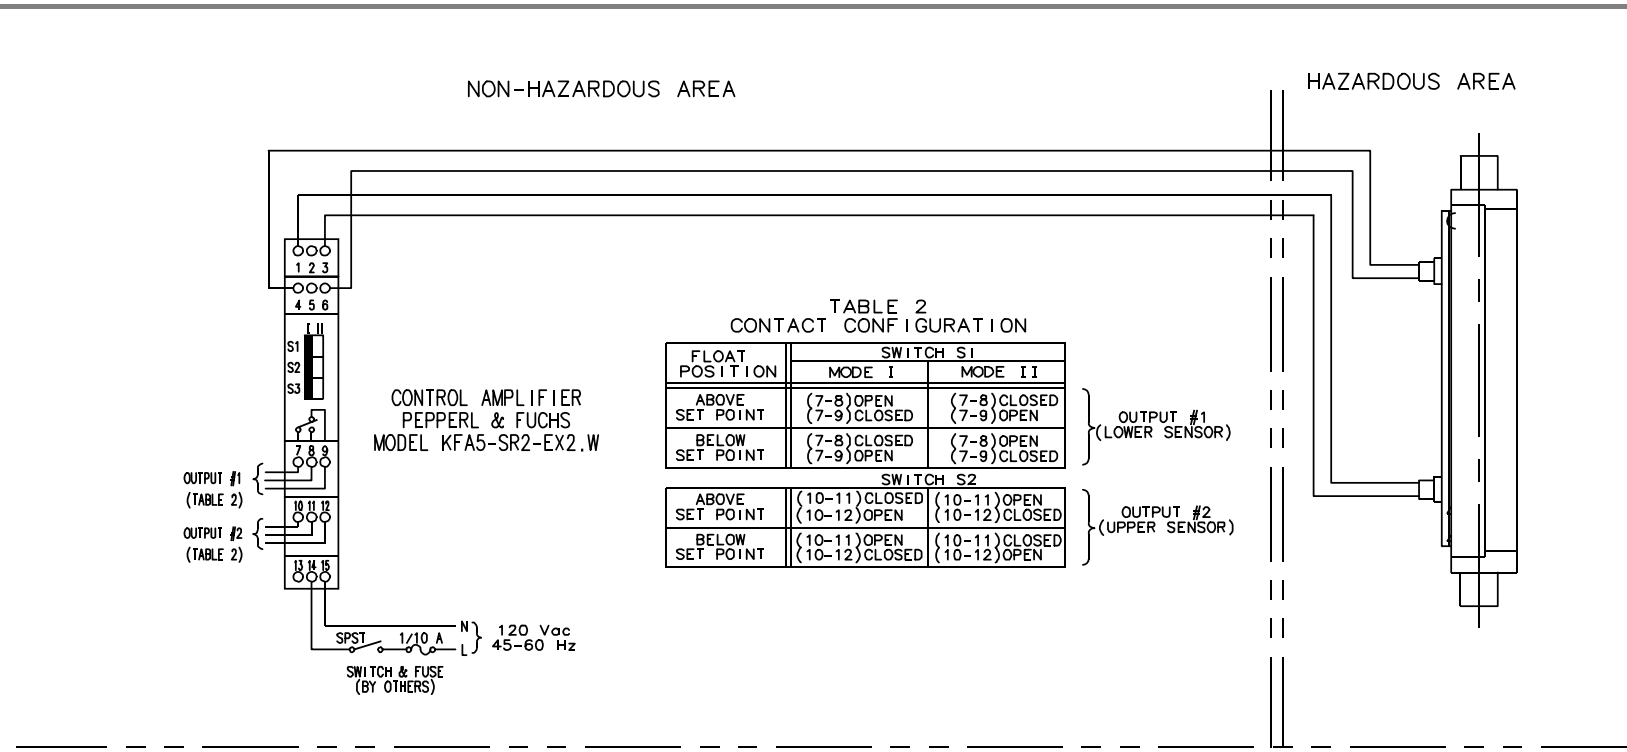 NON-HAZARDOUS AREA
HAZARDOUS AREA
1 2 3
4 5 6
I II
S1
S2
S3
7 8 9
OUTPUT #1
(TABLE 2)
10 11 12
OUTPUT #2
(TABLE 2)
13 14 15
CONTROL AMPLIFIER
PEPPERL & FUCHS
MODEL KFA5-SR2-EX2.W
TABLE 2
CONTACT CONFIGURATION
FLOAT POSITION
SWITCH S1
MODE I MODE II
ABOVE SET POINT
(7-8)OPEN (7-8)CLOSED
(7-9)CLOSED (7-9)OPEN
BELOW SET POINT
(7-8)CLOSED (7-8)OPEN
(7-9)OPEN (7-9)CLOSED
OUTPUT #1
(LOWER SENSOR)
SWITCH S2
ABOVE SET POINT
(10-11)CLOSED (10-11)OPEN
(10-12)OPEN (10-12)CLOSED
BELOW SET POINT
(10-11)OPEN (10-11)CLOSED
(10-12)CLOSED (10-12)OPEN
OUTPUT #2
(UPPER SENSOR)
SPST 1/10 A
N
L
120 Vac
45-60 Hz
SWITCH & FUSE
(BY OTHERS)